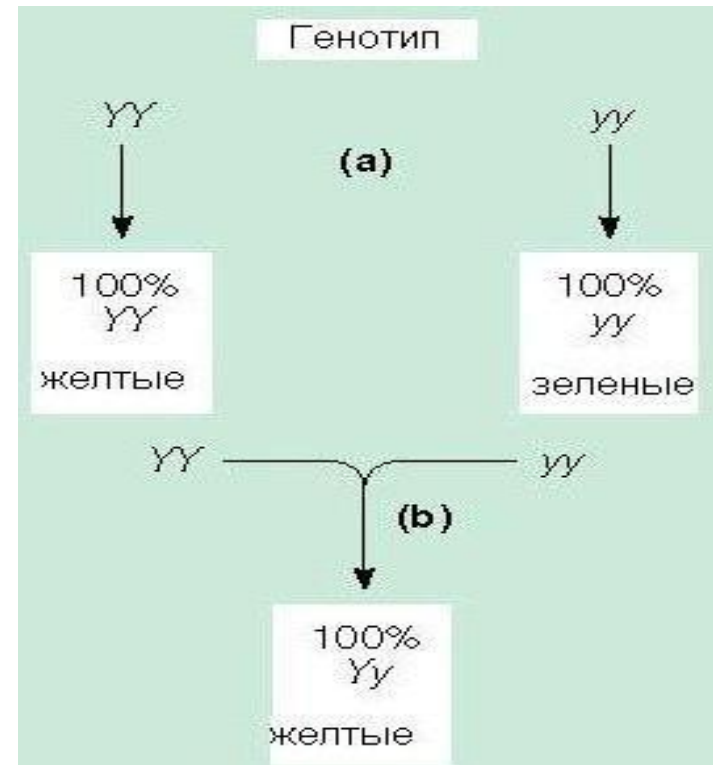 Генотип
YY yy
(a)
100% 100%
YY yy
желтые зеленые
YY yy
(b)
100%
Yy
желтые